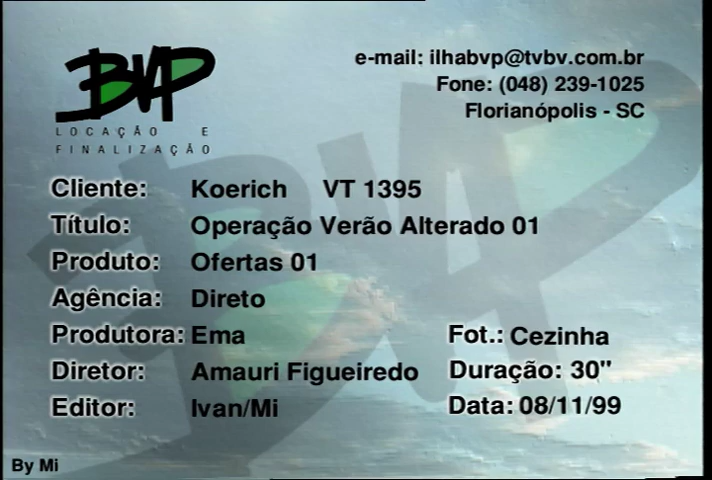 BVP
LOCAÇÃO E
FINALIZAÇÃO
e-mail: ilhabvp@tvbv.com.br
Fone: (048) 239-1025
Florianópolis - SC
Cliente: Koerich VT 1395
Título: Operação Verão Alterado 01
Produto: Ofertas 01
Agência: Direto
Produtora: Ema Fot.: Cezinha
Diretor: Amauri Figueiredo Duração: 30"
Editor: Ivan/Mi Data: 08/11/99
By Mi